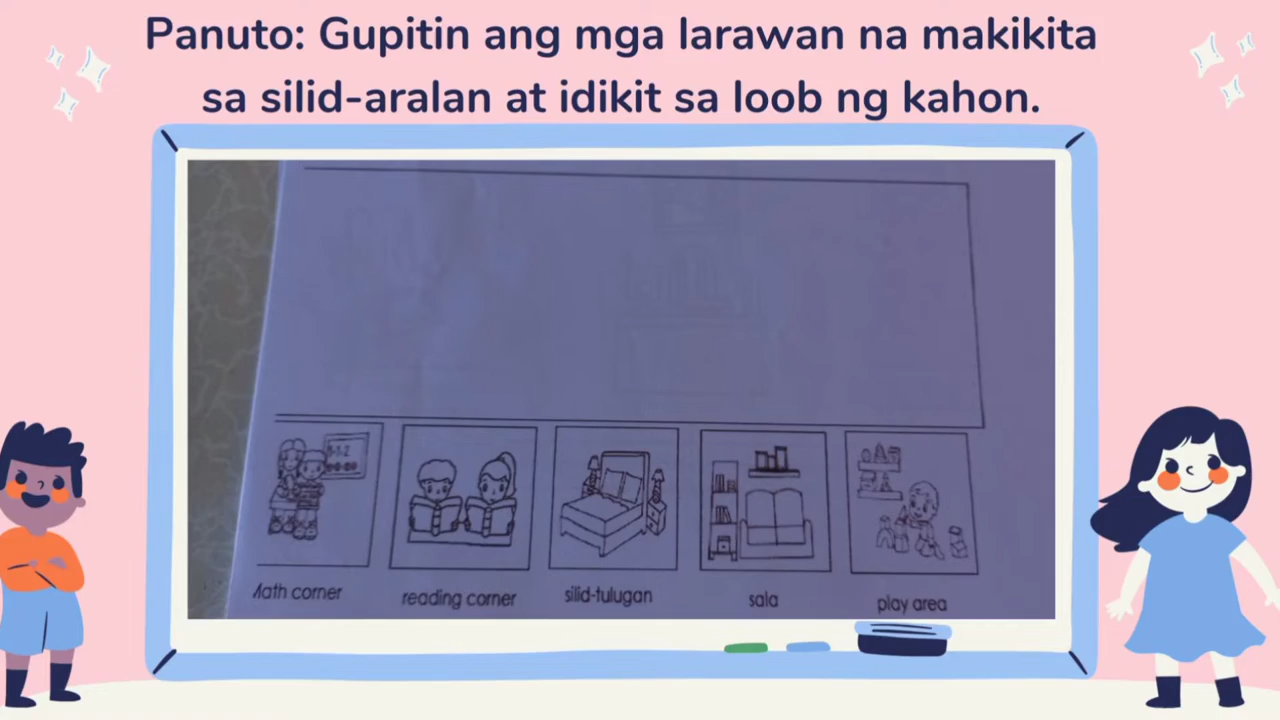 Panuto: Gupitin ang mga larawan na makikita
sa silid-aralan at idikit sa loob ng kahon.
Math corner
reading corner
silid-tulugan
sala
play area